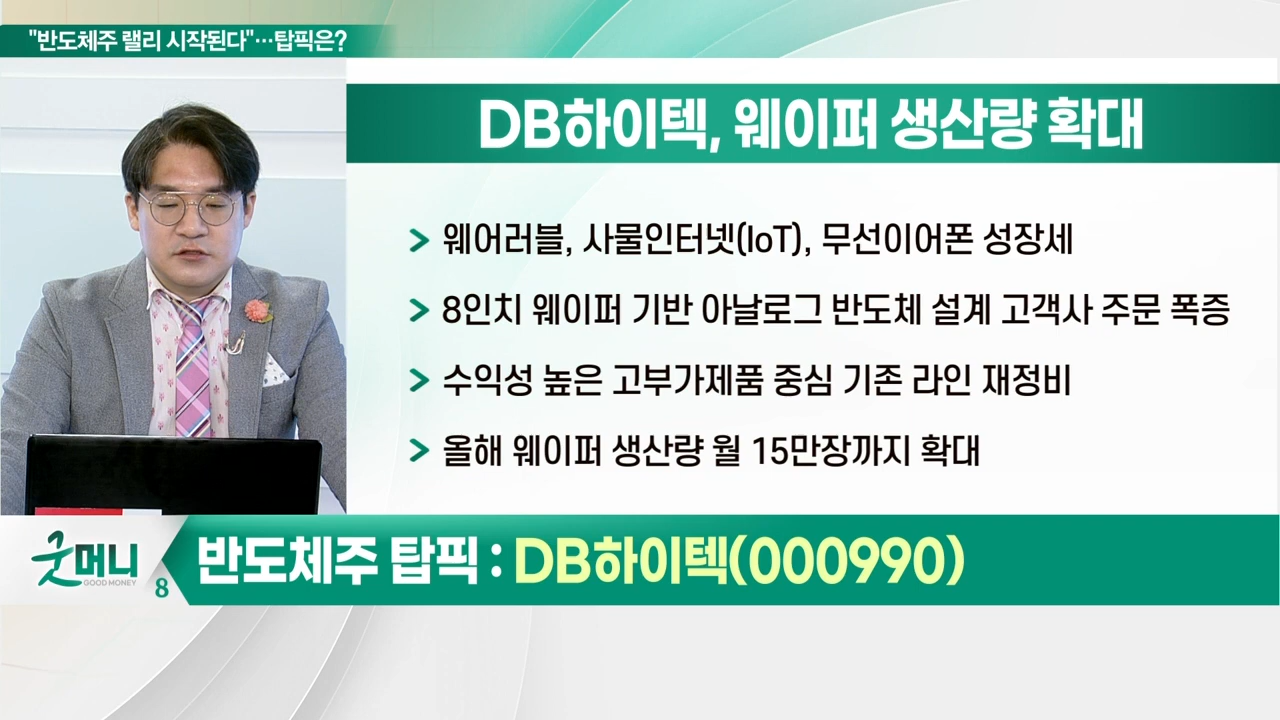 "반도체주 랠리 시작된다"…탑픽은?
DB하이텍, 웨이퍼 생산량 확대
> 웨어러블, 사물인터넷(IoT), 무선이어폰 성장세
> 8인치 웨이퍼 기반 아날로그 반도체 설계 고객사 주문 폭증
> 수익성 높은 고부가제품 중심 기존 라인 재정비
> 올해 웨이퍼 생산량 월 15만장까지 확대
굿머니
GOOD MONEY
8
반도체주 탑픽 : DB하이텍(000990)